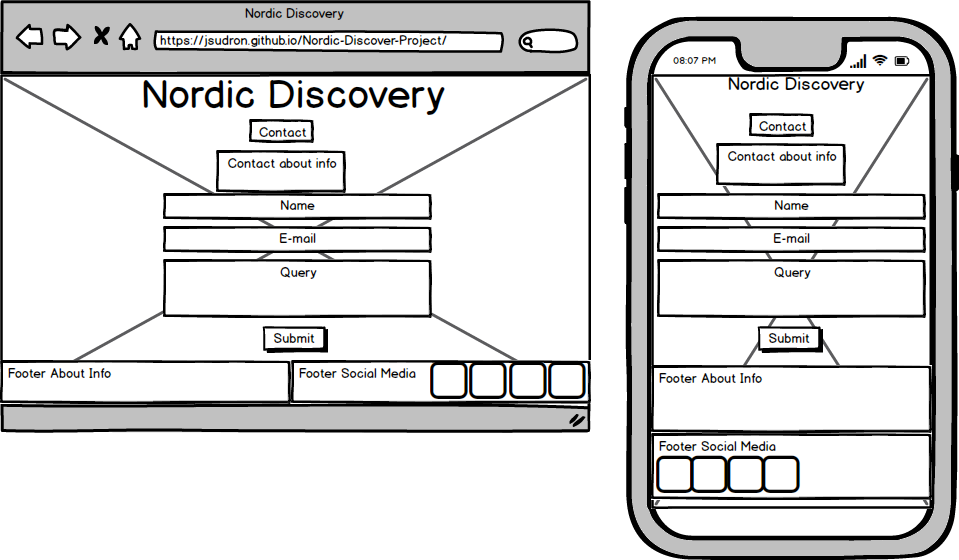 Nordic Discovery
https://jsudron.github.io/Nordic-Discover-Project/
Nordic Discovery
Contact
Contact about info
Name
E-mail
Query
Submit
Footer About Info
Footer Social Media
08:07 PM
Nordic Discovery
Contact
Contact about info
Name
E-mail
Query
Submit
Footer About Info
Footer Social Media